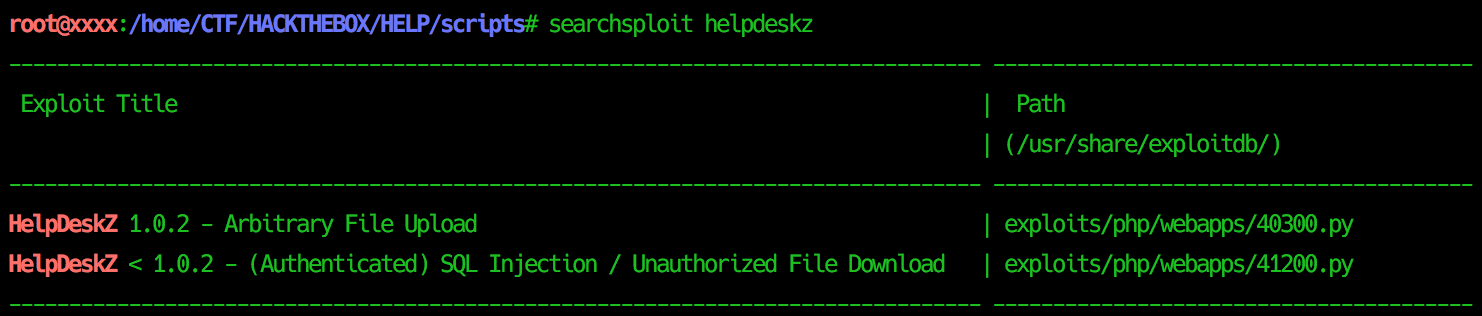 root@xxxx:/home/CTF/HACKTHEBOX/HELP/scripts# searchsploit helpdeskz
--------------------------------------------------------------------------------- ----------------------------------------
Exploit Title | Path
| (/usr/share/exploitdb/)
--------------------------------------------------------------------------------- ----------------------------------------
HelpDeskZ 1.0.2 - Arbitrary File Upload | exploits/php/webapps/40300.py
HelpDeskZ < 1.0.2 - (Authenticated) SQL Injection / Unauthorized File Download | exploits/php/webapps/41200.py
--------------------------------------------------------------------------------- ----------------------------------------